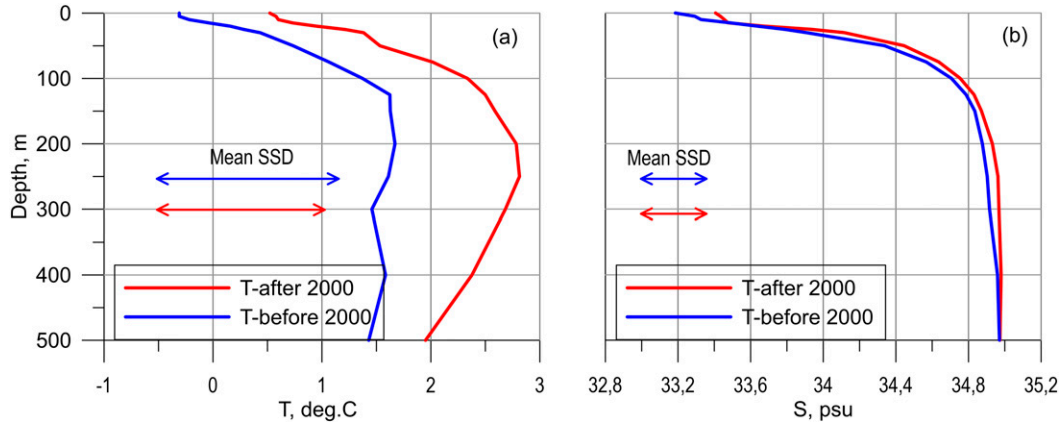 (a)
0
100
200
300
400
500
Depth, m
Mean SSD
T-after 2000
T-before 2000
-1 0 1 2 3
T, deg.C
(b)
Mean SSD
T-after 2000
T-before 2000
32,8 33,2 33,6 34 34,4 34,8 35,2
S, psu